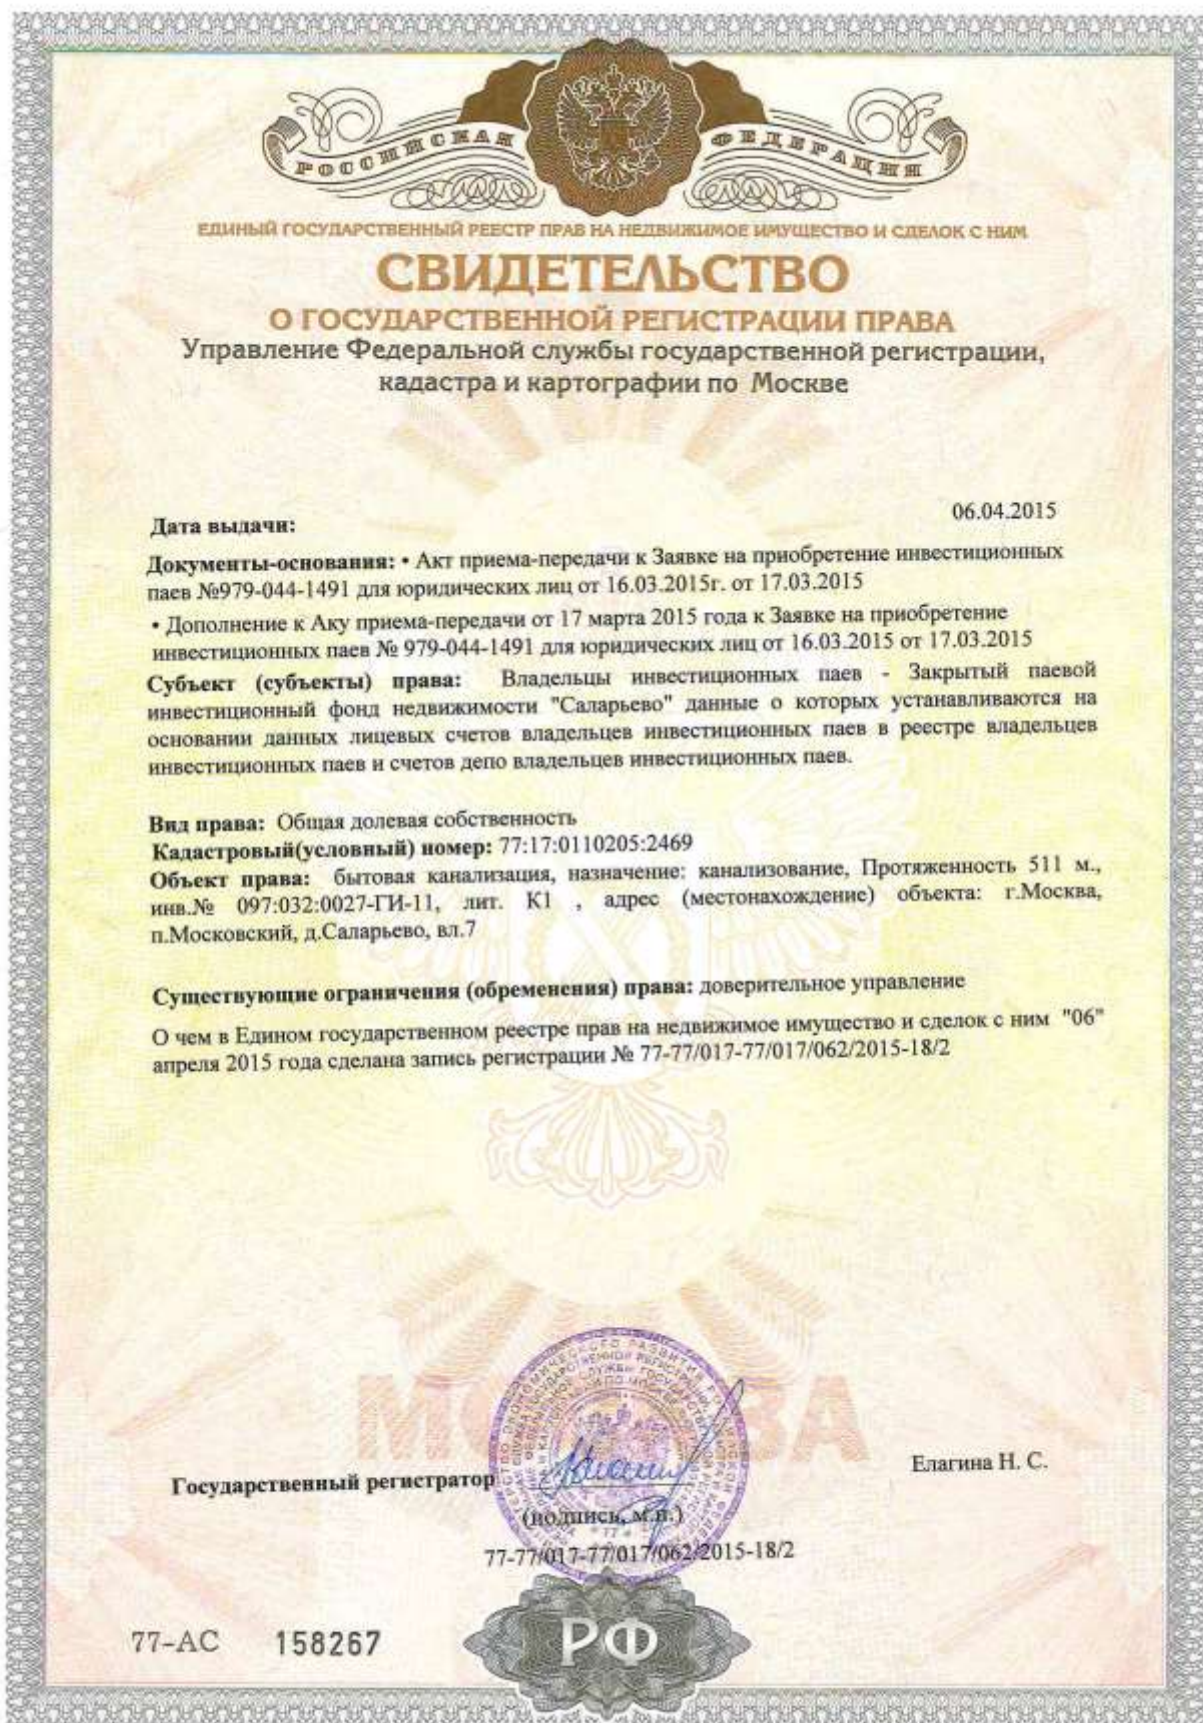 РОССИЙСКАЯ ФЕДЕРАЦИЯ
ЕДИНЫЙ ГОСУДАРСТВЕННЫЙ РЕЕСТР ПРАВ НА НЕДВИЖИМОЕ ИМУЩЕСТВО И СДЕЛОК С НИМ
СВИДЕТЕЛЬСТВО
О ГОСУДАРСТВЕННОЙ РЕГИСТРАЦИИ ПРАВА
Управление Федеральной службы государственной регистрации,
кадастра и картографии по Москве
Дата выдачи: 06.04.2015
Документы-основания: • Акт приема-передачи к Заявке на приобретение инвестиционных
паев №979-044-1491 для юридических лиц от 16.03.2015г. от 17.03.2015
• Дополнение к Аку приема-передачи от 17 марта 2015 года к Заявке на приобретение
инвестиционных паев № 979-044-1491 для юридических лиц от 16.03.2015 от 17.03.2015
Субъект (субъекты) права: Владельцы инвестиционных паев - Закрытый паевой
инвестиционный фонд недвижимости "Саларьево" данные о которых устанавливаются на
основании данных лицевых счетов владельцев инвестиционных паев в реестре владельцев
инвестиционных паев и счетов депо владельцев инвестиционных паев.
Вид права: Общая долевая собственность
Кадастровый(условный) номер: 77:17:0110205:2469
Объект права: бытовая канализация, назначение: канализование, Протяженность 511 м.,
инв.№ 097:032:0027-ГИ-11, лит. К1 , адрес (местонахождение) объекта: г.Москва,
п.Московский, д.Саларьево, вл.7
Существующие ограничения (обременения) права: доверительное управление
О чем в Едином государственном реестре прав на недвижимое имущество и сделок с ним "06"
апреля 2015 года сделана запись регистрации № 77-77/017-77/017/062/2015-18/2
МОСКВА
Государственный регистратор Елагина Н. С.
(подпись, м.п.)
77-77/017-77/017/062/2015-18/2
77-АС 158267
РФ